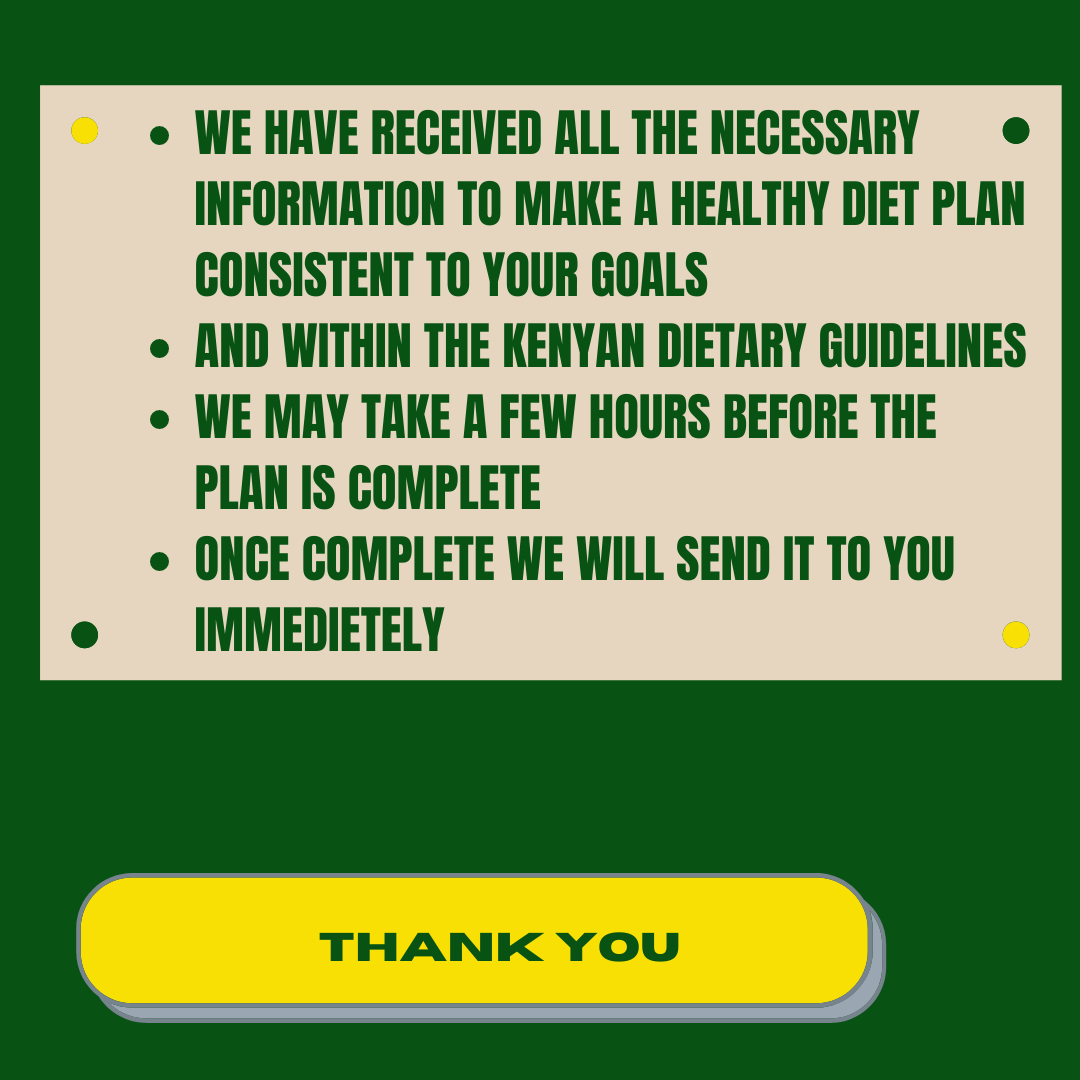 WE HAVE RECEIVED ALL THE NECESSARY
INFORMATION TO MAKE A HEALTHY DIET PLAN
CONSISTENT TO YOUR GOALS
AND WITHIN THE KENYAN DIETARY GUIDELINES
WE MAY TAKE A FEW HOURS BEFORE THE
PLAN IS COMPLETE
ONCE COMPLETE WE WILL SEND IT TO YOU
IMMEDIETELY
THANK YOU